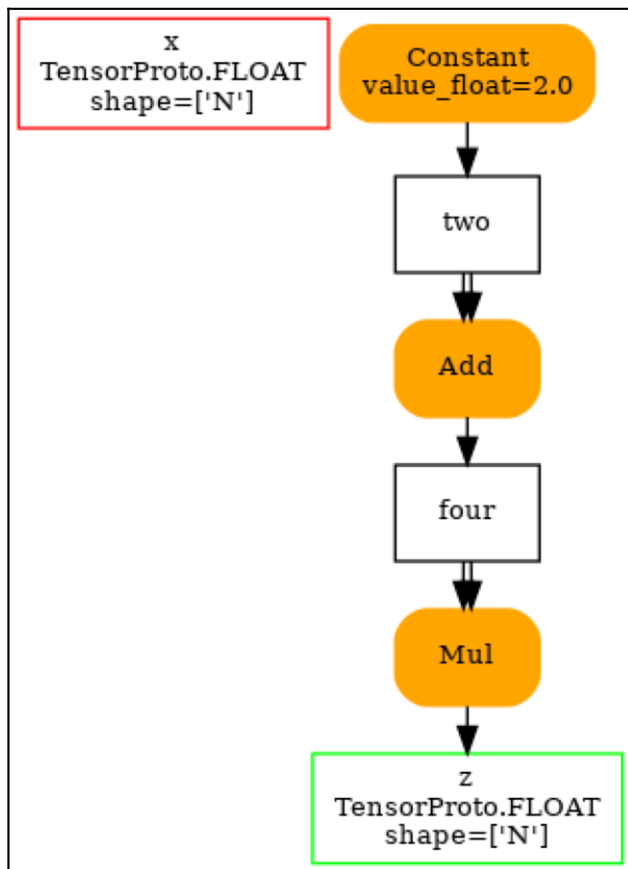 x
TensorProto.FLOAT
shape=['N']
Constant
value_float=2.0
two
Add
four
Mul
z
TensorProto.FLOAT
shape=['N']